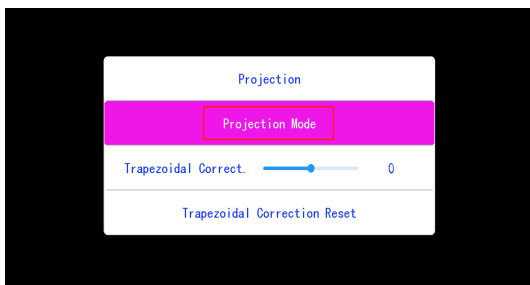 Projection
Projection Mode
Trapezoidal Correct. 0
Trapezoidal Correction Reset